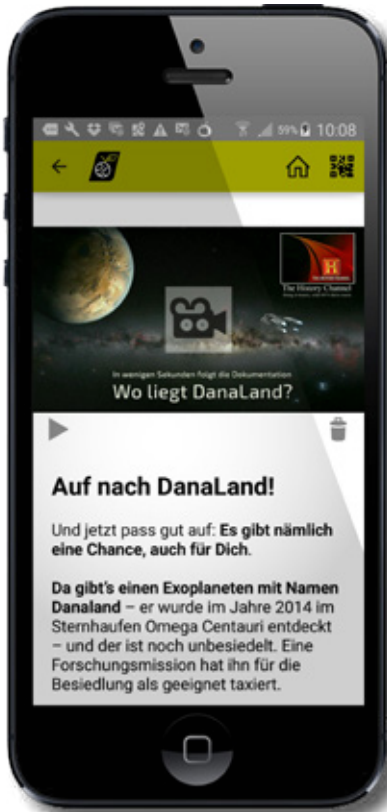 59% 10:08
H
The History Channel
In wenigen Sekunden folgt die Dokumentation
Wo liegt DanaLand?
Auf nach DanaLand!
Und jetzt pass gut auf: Es gibt nämlich
eine Chance, auch für Dich.
Da gibt's einen Exoplaneten mit Namen
Danaland – er wurde im Jahre 2014 im
Sternhaufen Omega Centauri entdeckt
– und der ist noch unbesiedelt. Eine
Forschungsmission hat ihn für die
Besiedlung als geeignet taxiert.